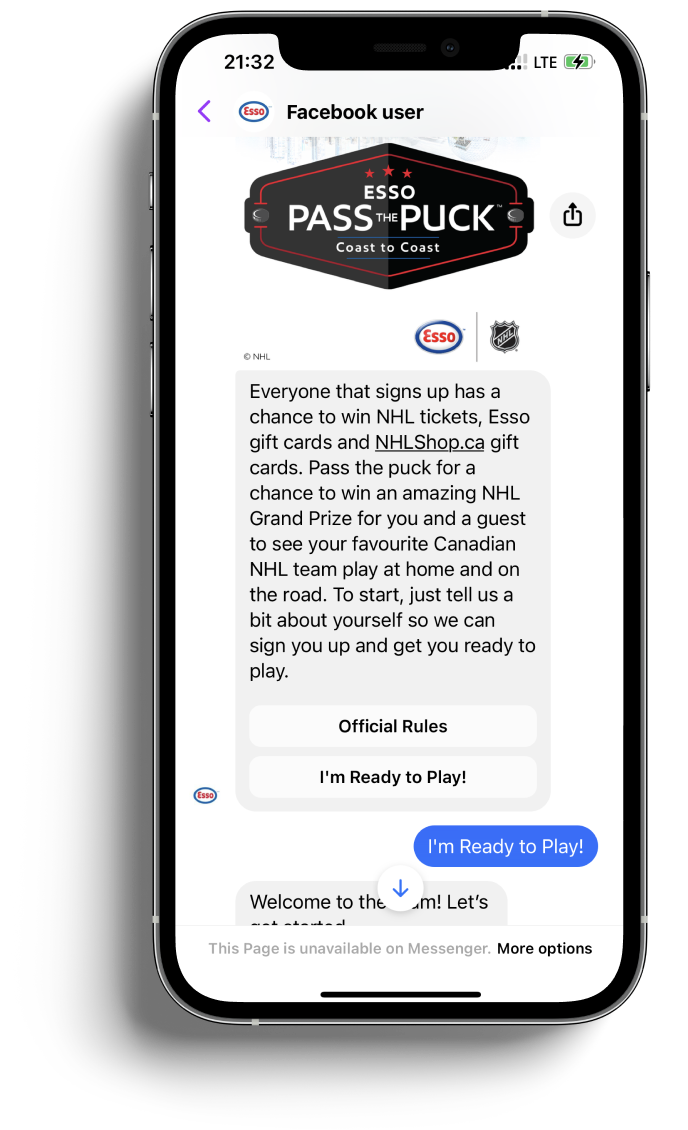 21:32
LTE
Esso
Facebook user
ESSO
PASS THE PUCK™
Coast to Coast
Esso
NHL
© NHL
Everyone that signs up has a
chance to win NHL tickets, Esso
gift cards and NHLShop.ca gift
cards. Pass the puck for a
chance to win an amazing NHL
Grand Prize for you and a guest
to see your favourite Canadian
NHL team play at home and on
the road. To start, just tell us a
bit about yourself so we can
sign you up and get you ready to
play.
Official Rules
I'm Ready to Play!
Esso
I'm Ready to Play!
Welcome to the Let’s
get started
This Page is unavailable on Messenger. More options